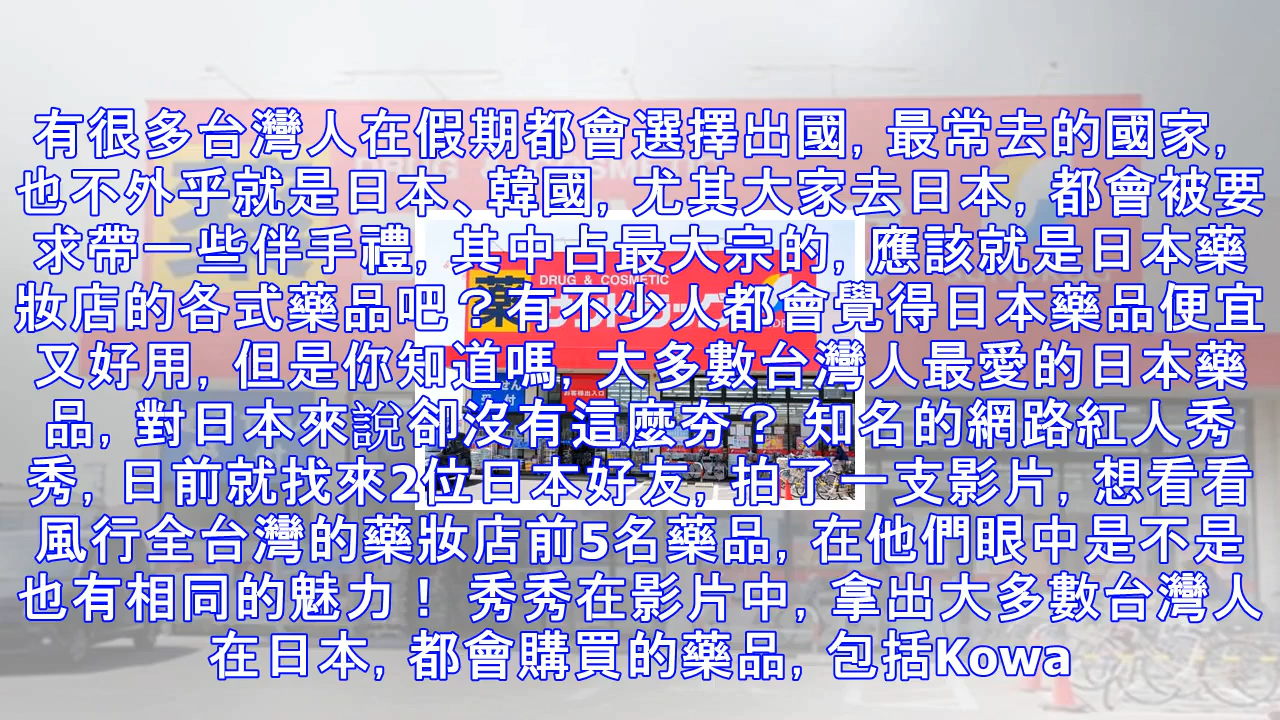 有很多台灣人在假期都會選擇出國, 最常去的國家,
也不外乎就是日本、韓國, 尤其大家去日本, 都會被要
求帶一些伴手禮, 其中占最大宗的, 應該就是日本藥
妝店的各式藥品吧？有不少人都會覺得日本藥品便宜
又好用, 但是你知道嗎, 大多數台灣人最愛的日本藥
品, 對日本來說卻沒有這麼夯？ 知名的網路紅人秀
秀, 日前就找來2位日本好友, 拍了一支影片, 想看看
風行全台灣的藥妝店前5名藥品, 在他們眼中是不是
也有相同的魅力！ 秀秀在影片中, 拿出大多數台灣人
在日本, 都會購買的藥品, 包括Kowa
DRUG & COSMETIC
薬